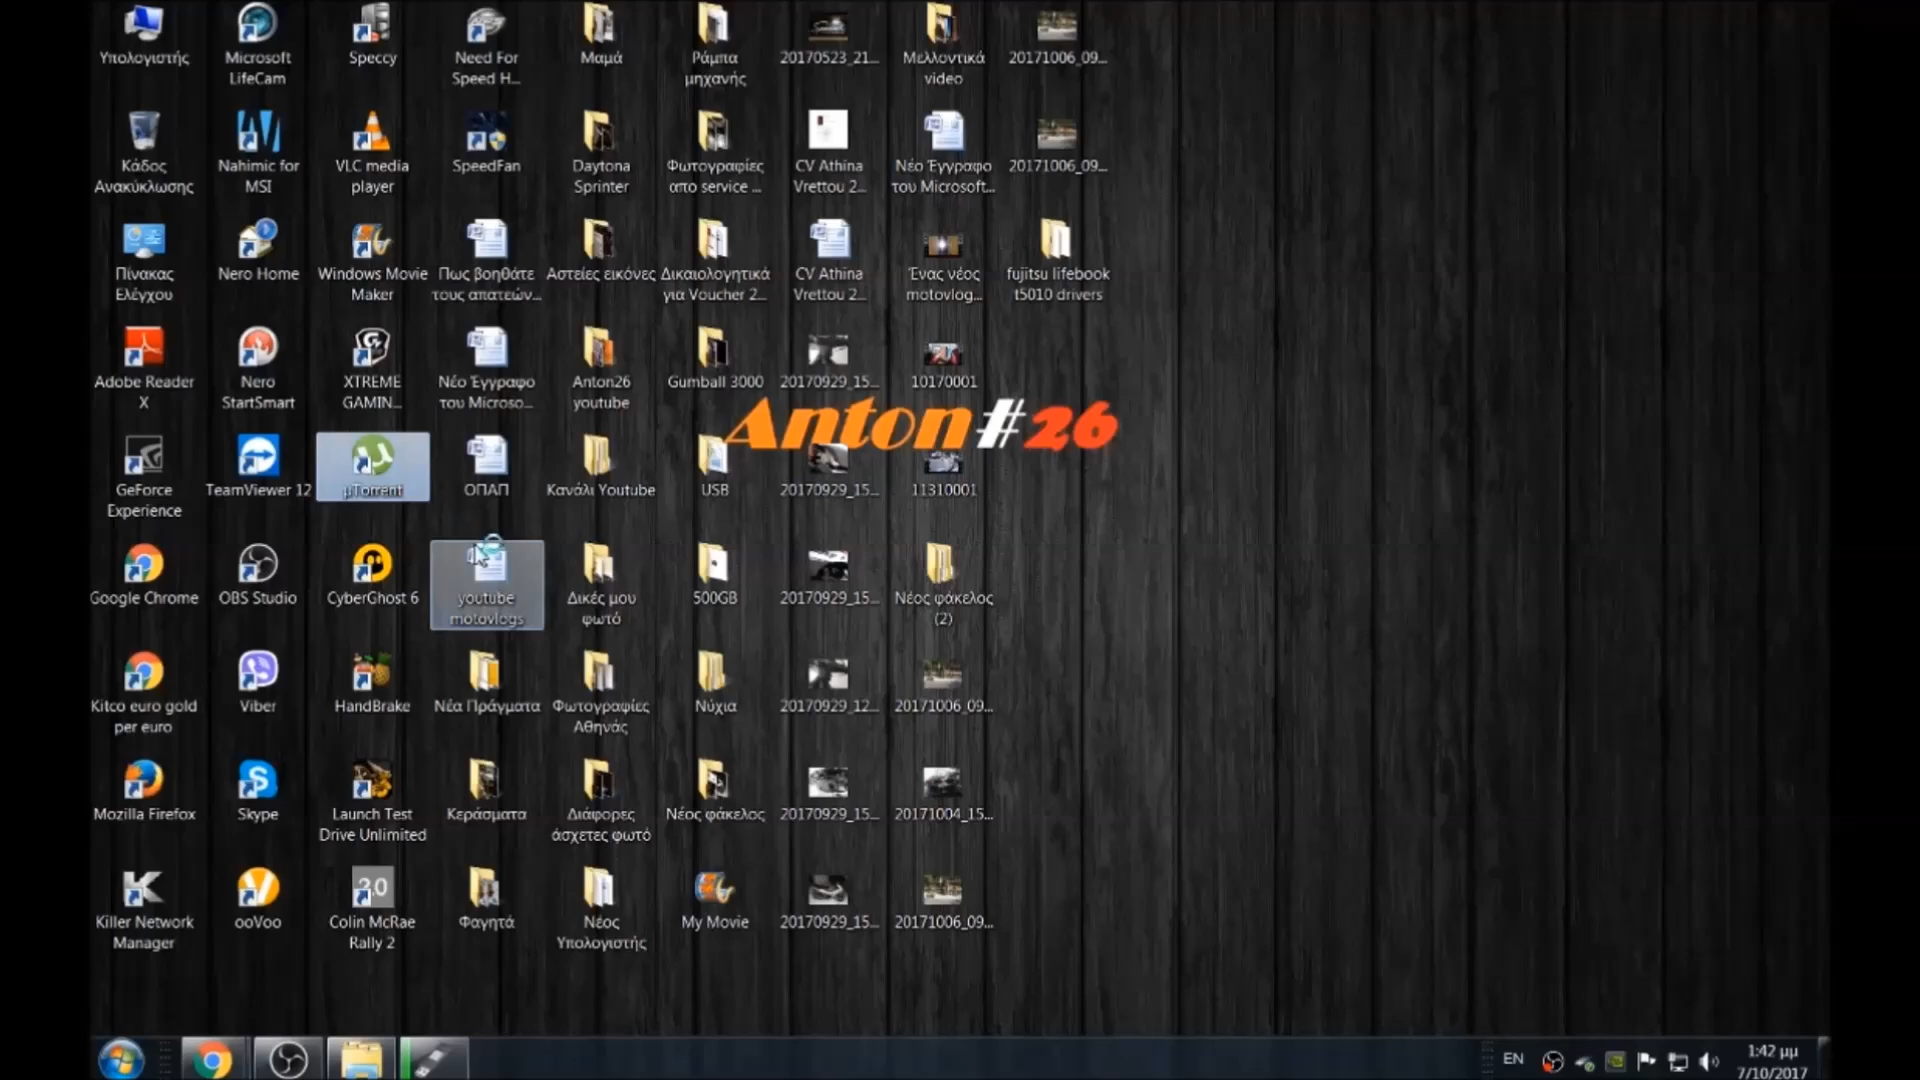 Υπολογιστής
Microsoft
LifeCam
Speccy
Need For
Speed H...
Μαμά
Ράμπα
μηχανής
20170523_21...
Μελλοντικά
video
20171006_09...
Κάδος
Ανακύκλωσης
Nahimic for
MSI
VLC media
player
SpeedFan
Daytona
Sprinter
Φωτογραφίες
απο service ...
CV Athina
Vrettou 2...
Νέο Έγγραφο
του Microsoft...
20171006_09...
Πίνακας
Ελέγχου
Nero Home
Windows Movie
Maker
Πως βοηθάτε
τους απατεών...
Αστείες εικόνες
Δικαιολογητικά
για Voucher 2...
CV Athina
Vrettou 2...
Ένας νέος
motovlog...
fujitsu lifebook
t5010 drivers
Adobe Reader
X
Nero
StartSmart
XTREME
GAMIN...
Νέο Έγγραφο
του Microso...
Anton26
youtube
Gumball 3000
20170929_15...
10170001
Anton#26
GeForce
Experience
TeamViewer 12
µTorrent
ΟΠΑΠ
Κανάλι Youtube
USB
20170929_15...
11310001
Google Chrome
OBS Studio
CyberGhost 6
youtube
motovlogs
Δικές μου
φωτό
500GB
20170929_15...
Νέος φάκελος
(2)
Kitco euro gold
per euro
Viber
HandBrake
Νέα Πράγματα
Φωτογραφίες
Αθηνάς
Νύχια
20170929_12...
20171006_09...
Mozilla Firefox
Skype
Launch Test
Drive Unlimited
Κεράσματα
Διάφορες
άσχετες φωτό
Νέος φάκελος
20170929_15...
20171004_15...
Killer Network
Manager
ooVoo
2.0
Colin McRae
Rally 2
Φαγητά
Νέος
Υπολογιστής
My Movie
20170929_15...
20171006_09...
EN
1:42 μμ
7/10/2017